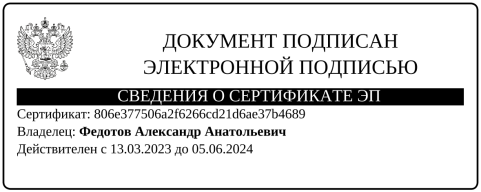 ДОКУМЕНТ ПОДПИСАН
ЭЛЕКТРОННОЙ ПОДПИСЬЮ
СВЕДЕНИЯ О СЕРТИФИКАТЕ ЭП
Сертификат: 806e377506a2f6266cd21d6ae37b4689
Владелец: Федотов Александр Анатольевич
Действителен с 13.03.2023 до 05.06.2024